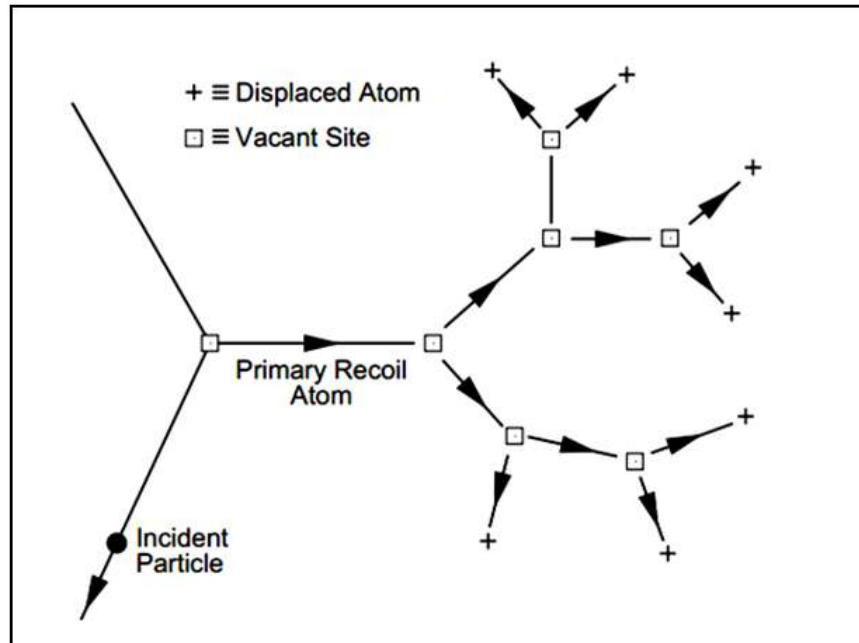 + ≡ Displaced Atom
⊡ ≡ Vacant Site
Primary Recoil
Atom
Incident
Particle